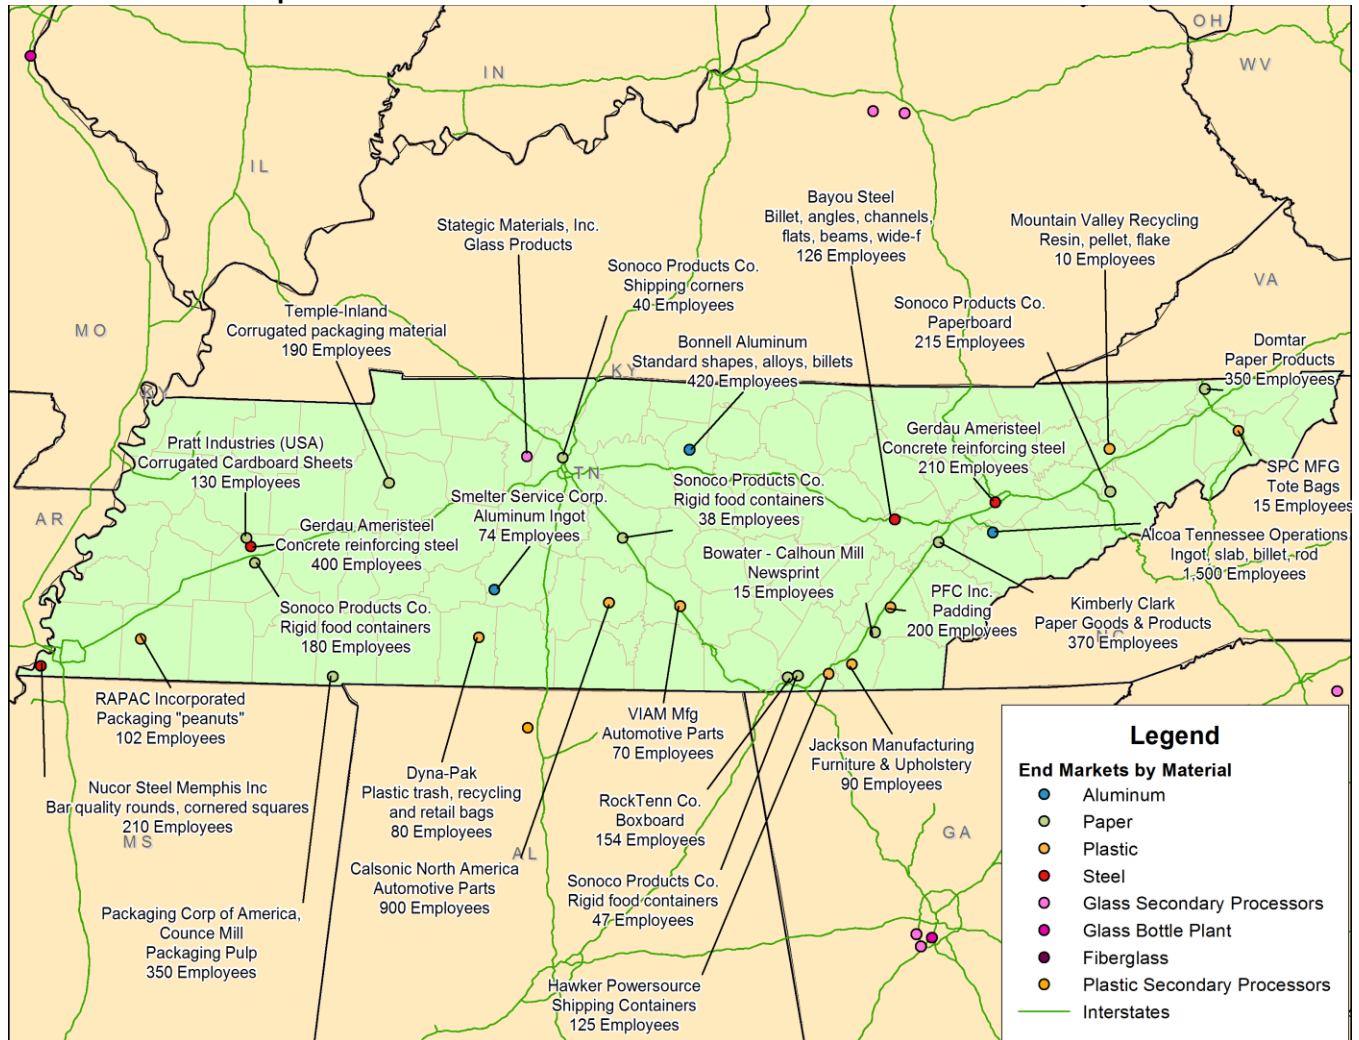 OH
WV
IN
IL
Stategic Materials, Inc.
Glass Products
Bayou Steel
Billet, angles, channels,
flats, beams, wide-f
126 Employees
Mountain Valley Recycling
Resin, pellet, flake
10 Employees
Sonoco Products Co.
Shipping corners
40 Employees
VA
MO
Temple-Inland
Corrugated packaging material
190 Employees
Sonoco Products Co.
Paperboard
215 Employees
Bonnell Aluminum
Standard shapes, alloys, billets
420 Employees
Domtar
Paper Products
350 Employees
KY
KY
Pratt Industries (USA)
Corrugated Cardboard Sheets
130 Employees
Gerdau Ameristeel
Concrete reinforcing steel
210 Employees
TN
SPC MFG
Tote Bags
15 Employees
Smelter Service Corp.
Aluminum Ingot
74 Employees
Sonoco Products Co.
Rigid food containers
38 Employees
AR
Gerdau Ameristeel
Concrete reinforcing steel
400 Employees
Alcoa Tennessee Operations
Ingot, slab, billet, rod
1,500 Employees
Bowater - Calhoun Mill
Newsprint
15 Employees
PFC Inc.
Padding
200 Employees
Kimberly Clark
Paper Goods & Products
370 Employees
NC
Sonoco Products Co.
Rigid food containers
180 Employees
RAPAC Incorporated
Packaging "peanuts"
102 Employees
VIAM Mfg
Automotive Parts
70 Employees
Jackson Manufacturing
Furniture & Upholstery
90 Employees
Nucor Steel Memphis Inc
Bar quality rounds, cornered squares
210 Employees
MS
Dyna-Pak
Plastic trash, recycling
and retail bags
80 Employees
RockTenn Co.
Boxboard
154 Employees
AL
GA
Calsonic North America
Automotive Parts
900 Employees
Sonoco Products Co.
Rigid food containers
47 Employees
Packaging Corp of America,
Counce Mill
Packaging Pulp
350 Employees
Hawker Powersource
Shipping Containers
125 Employees
Legend
End Markets by Material
Aluminum
Paper
Plastic
Steel
Glass Secondary Processors
Glass Bottle Plant
Fiberglass
Plastic Secondary Processors
Interstates